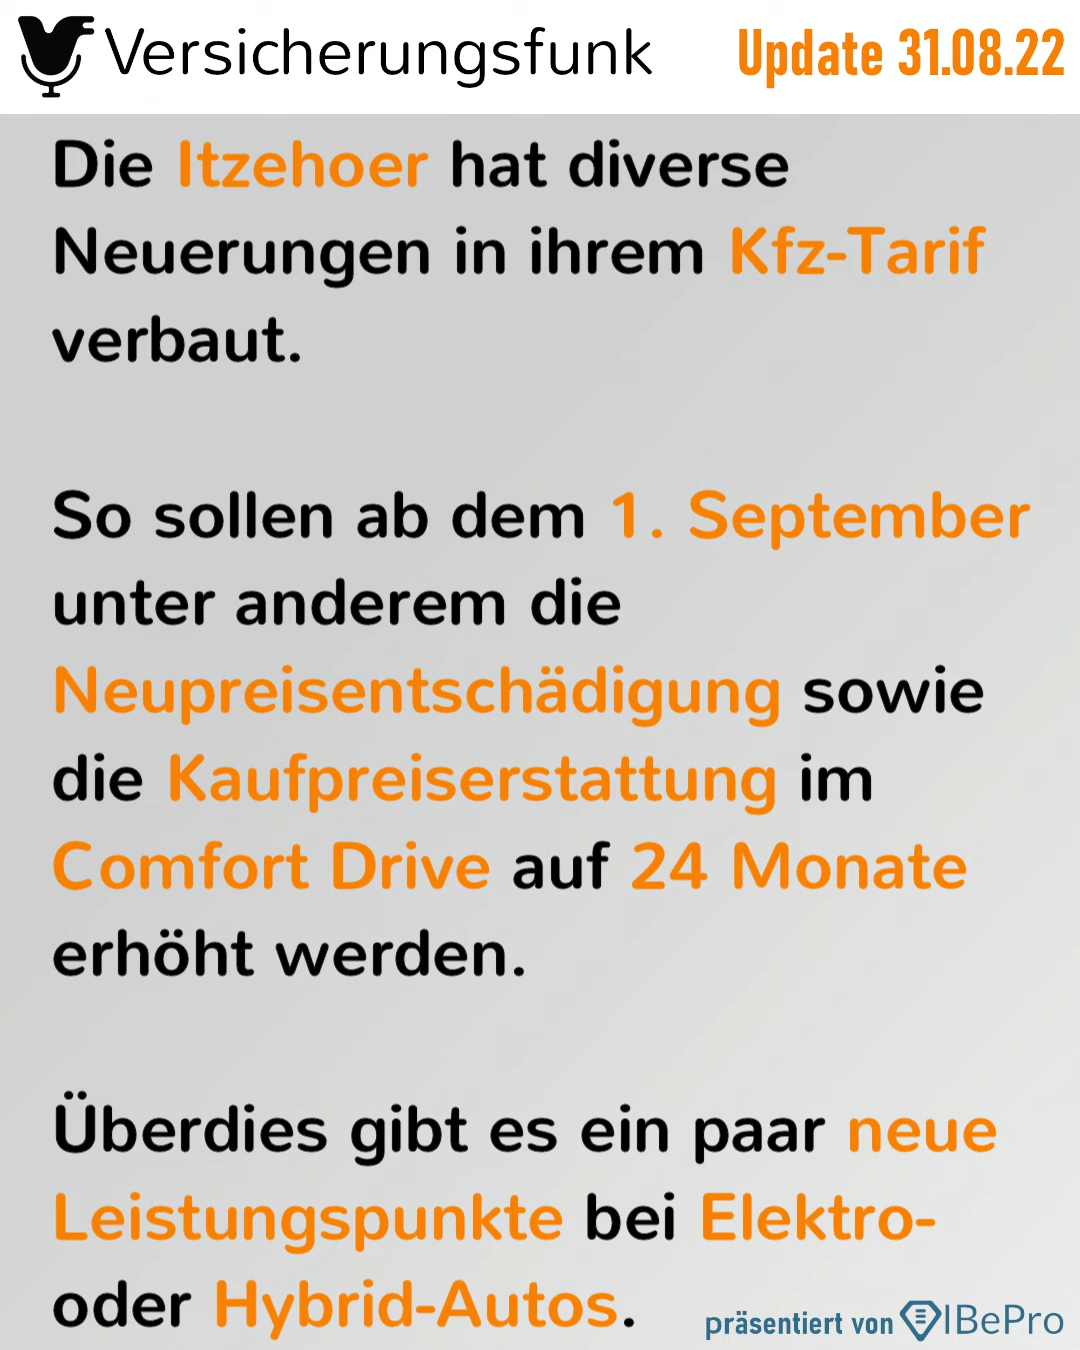 Versicherungsfunk
Update 31.08.22
Die Itzehoer hat diverse
Neuerungen in ihrem Kfz-Tarif
verbaut.
So sollen ab dem 1. September
unter anderem die
Neupreisentschädigung sowie
die Kaufpreiserstattung im
Comfort Drive auf 24 Monate
erhöht werden.
Überdies gibt es ein paar neue
Leistungspunkte bei Elektro-
oder Hybrid-Autos.
präsentiert von IBePro